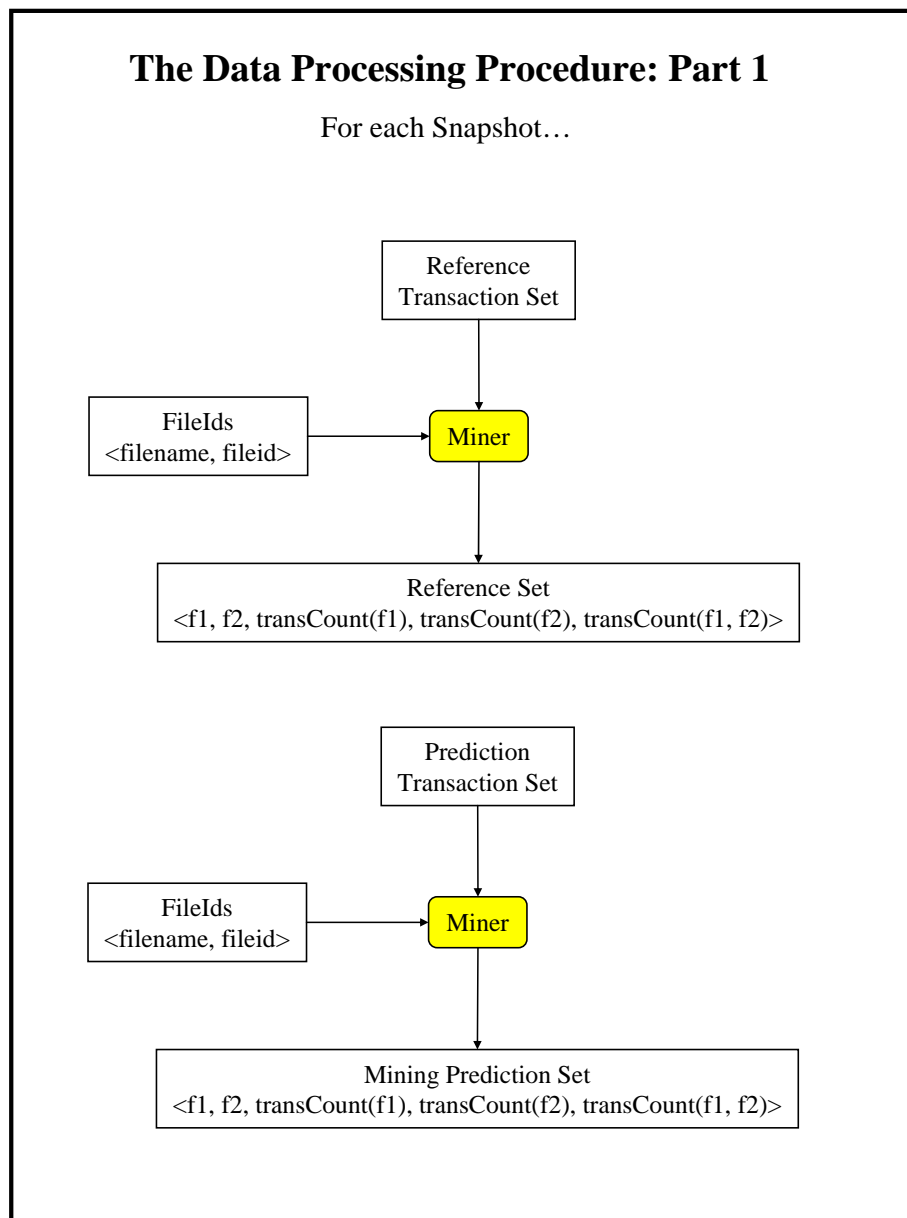 The Data Processing Procedure: Part 1
For each Snapshot…
Reference
Transaction Set
FileIds
<filename, fileid>
Miner
Reference Set
<f1, f2, transCount(f1), transCount(f2), transCount(f1, f2)>
Prediction
Transaction Set
FileIds
<filename, fileid>
Miner
Mining Prediction Set
<f1, f2, transCount(f1), transCount(f2), transCount(f1, f2)>